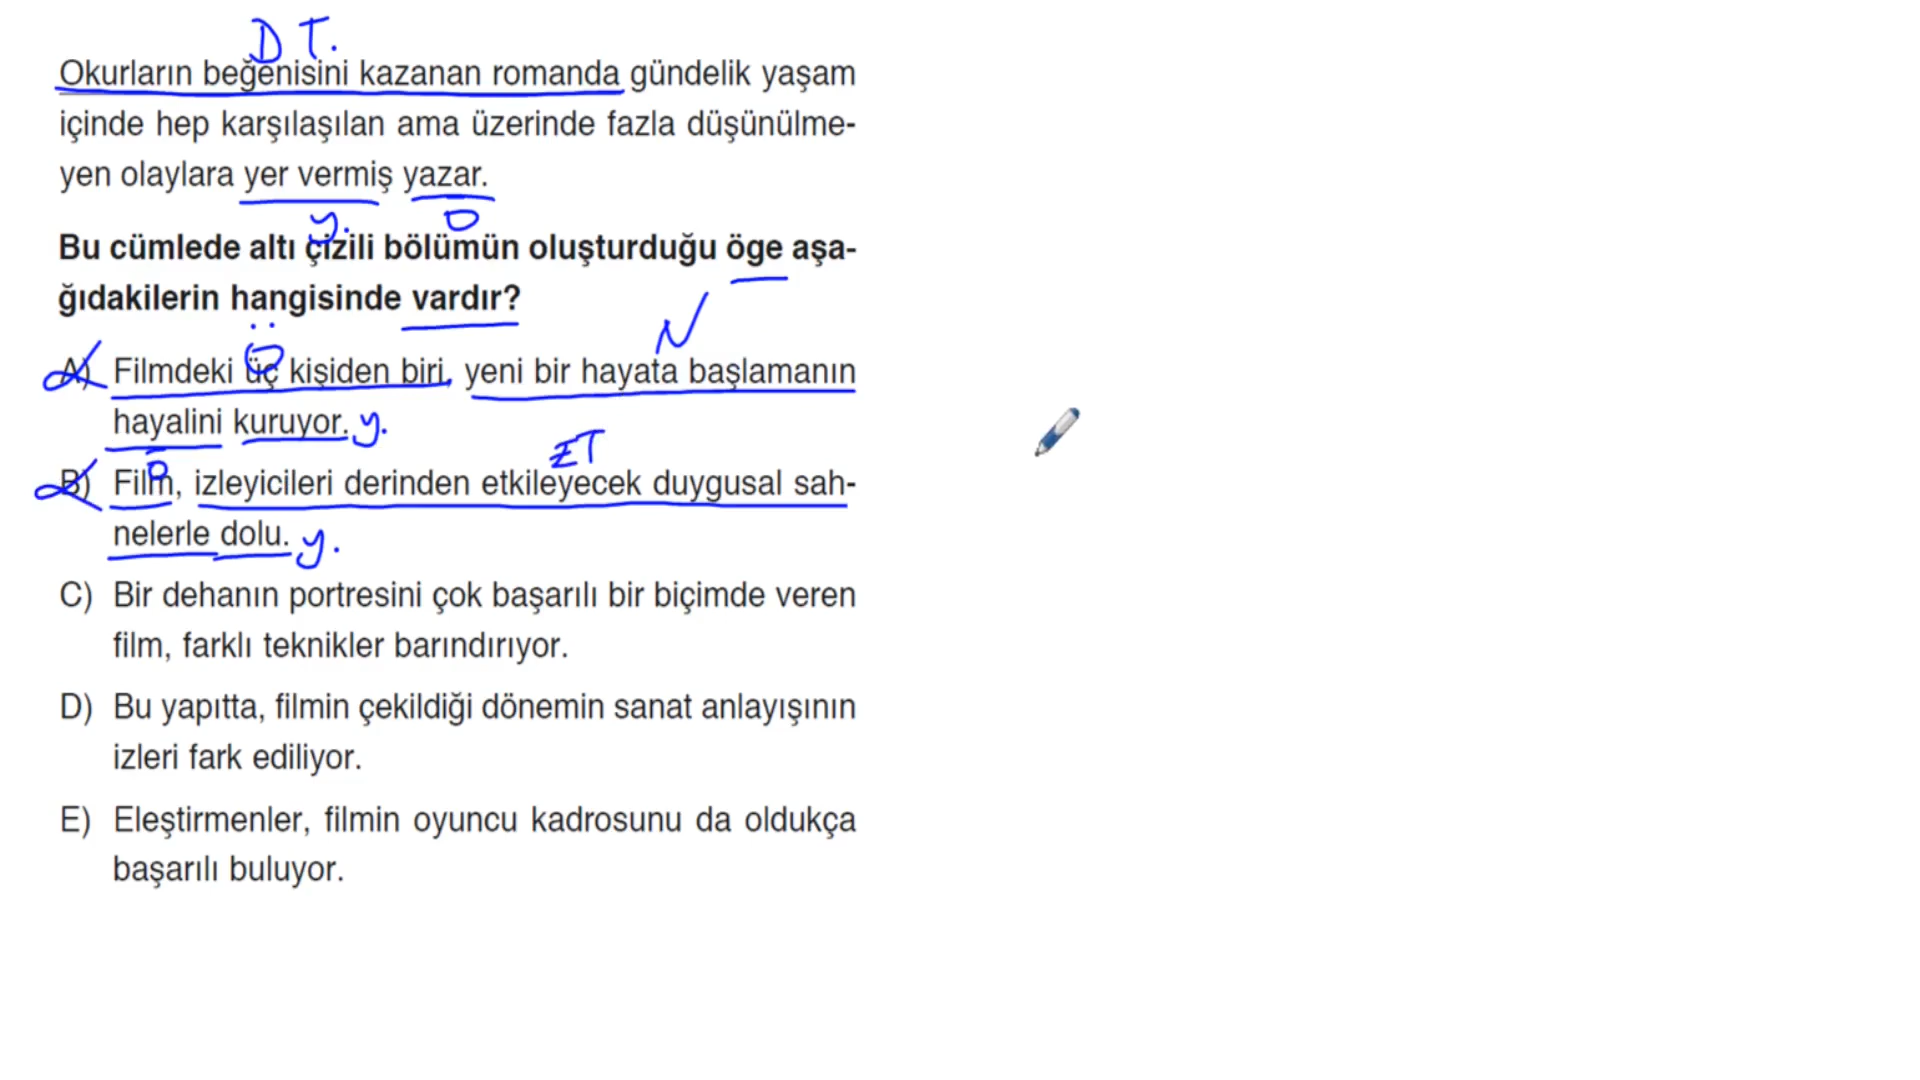 D T.
Okurların beğenisini kazanan romanda gündelik yaşam
içinde hep karşılaşılan ama üzerinde fazla düşünülme-
yen olaylara yer vermiş yazar.
y. Ö
Bu cümlede altı çizili bölümün oluşturduğu öge aşa-
ğıdakilerin hangisinde vardır?
Ö N
A) Filmdeki üç kişiden biri, yeni bir hayata başlamanın
hayalini kuruyor. y.
Ö ZT
B) Film, izleyicileri derinden etkileyecek duygusal sah-
nelerle dolu. y.
C) Bir dehanın portresini çok başarılı bir biçimde veren
film, farklı teknikler barındırıyor.
D) Bu yapıtta, filmin çekildiği dönemin sanat anlayışının
izleri fark ediliyor.
E) Eleştirmenler, filmin oyuncu kadrosunu da oldukça
başarılı buluyor.